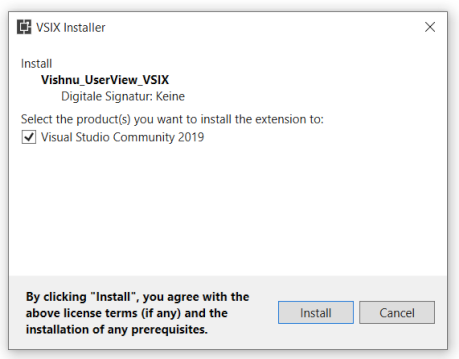 VSIX Installer
Install
Vishnu_UserView_VSIX
Digitale Signatur: Keine
Select the product(s) you want to install the extension to:
Visual Studio Community 2019
By clicking "Install", you agree with the
above license terms (if any) and the
installation of any prerequisites.
Install
Cancel